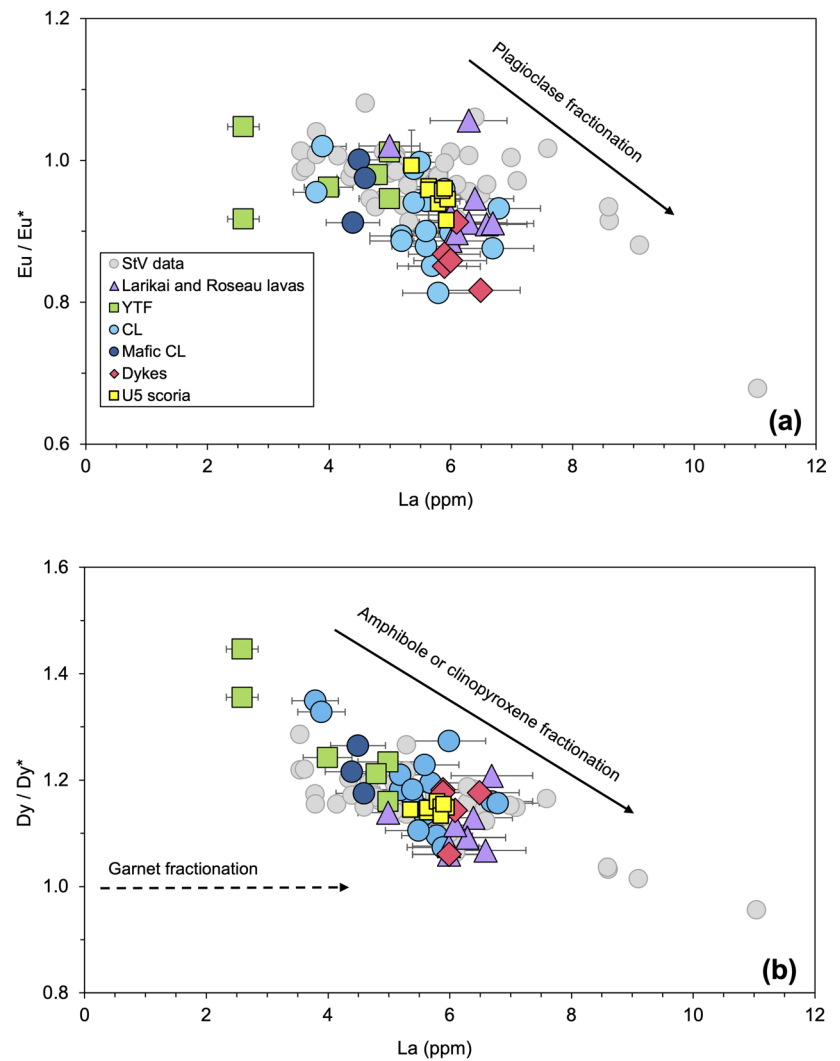 1.2
Plagioclase fractionation
1.0
Eu / Eu*
StV data
Larikai and Roseau lavas
YTF
0.8
CL
Mafic CL
Dykes
U5 scoria
(a)
0.6
0 2 4 6 8 10 12
La (ppm)
1.6
Amphibole or clinopyroxene fractionation
1.4
Dy / Dy*
1.2
Garnet fractionation
1.0
(b)
0.8
0 2 4 6 8 10 12
La (ppm)